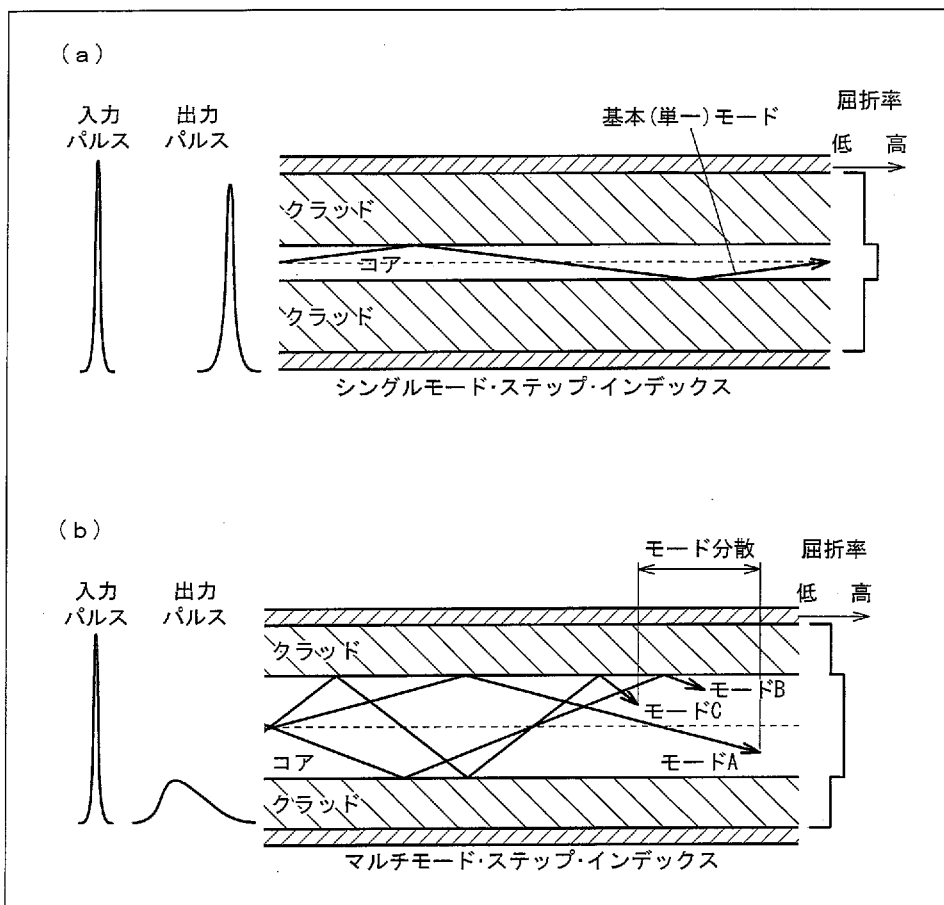 (a)
入力
パルス
出力
パルス
基本(単一)モード
屈折率
低 高
クラッド
コア
クラッド
シングルモード・ステップ・インデックス
(b)
入力
パルス
出力
パルス
モード分散
屈折率
低 高
クラッド
モードB
モードC
コア
モードA
クラッド
マルチモード・ステップ・インデックス